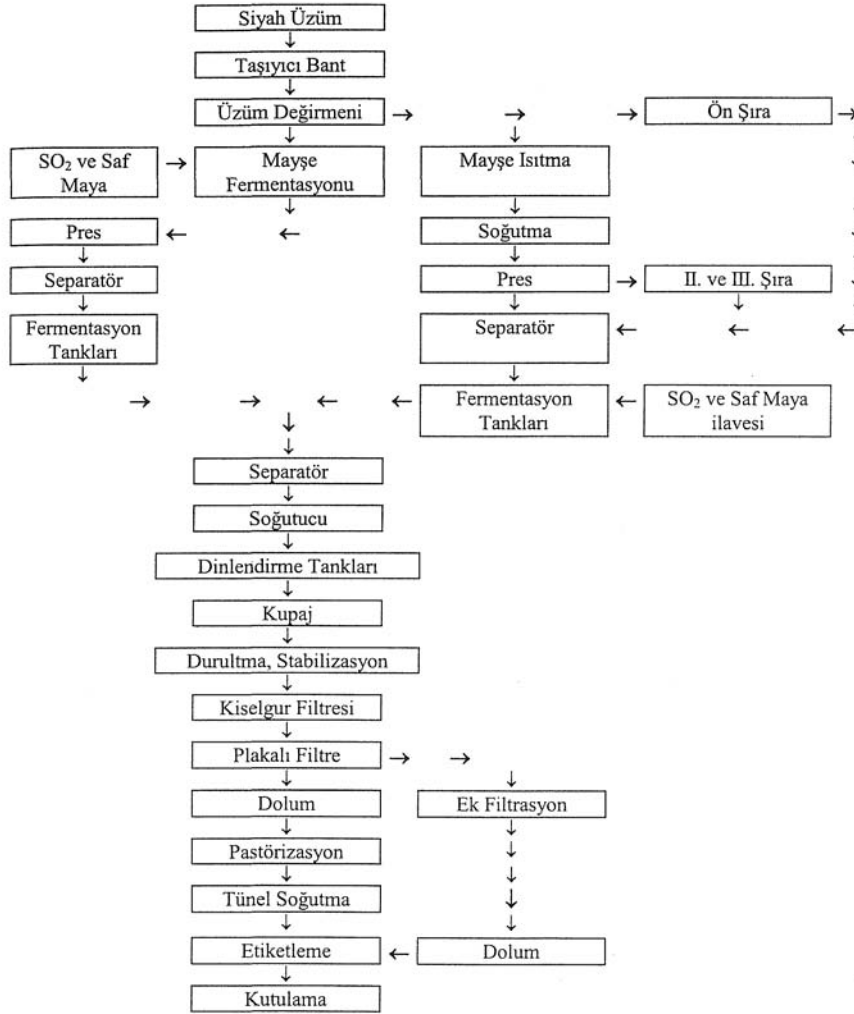 Siyah Üzüm
Taşıyıcı Bant
Üzüm Değirmeni
Ön Şıra
SO₂ ve Saf
Maya
Mayşe
Fermentasyonu
Mayşe Isıtma
Pres
Soğutma
Separatör
Pres
II. ve III. Şıra
Fermentasyon
Tankları
Separatör
Fermentasyon
Tankları
SO₂ ve Saf Maya
ilavesi
Separatör
Soğutucu
Dinlendirme Tankları
Kupaj
Durultma, Stabilizasyon
Kiselgur Filtresi
Plakalı Filtre
Dolum
Ek Filtrasyon
Pastörizasyon
Tünel Soğutma
Etiketleme
Dolum
Kutulama